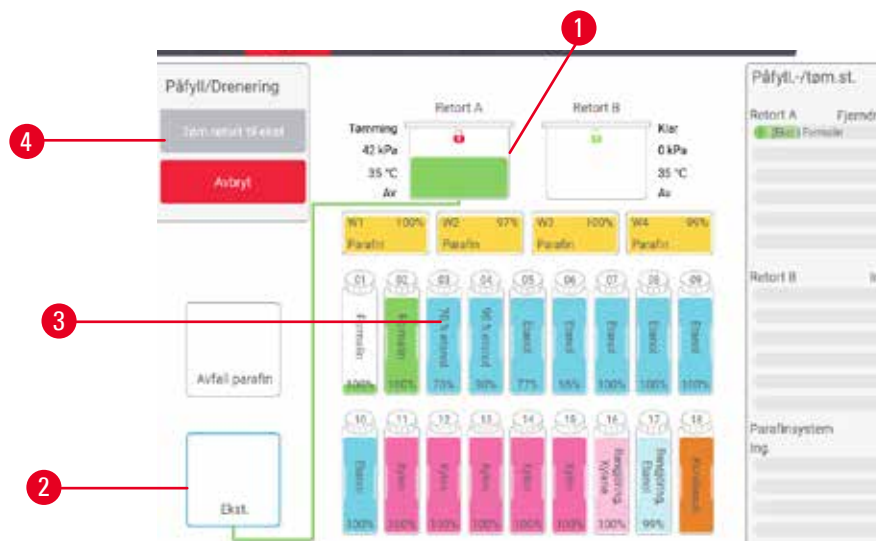 1
Påfyll/Drenering
Tøm retort til ekst
Avbryt
4
Retort A
Retort B
Tømming
42 kPa
35 °C
Av
Klar
0 kPa
35 °C
Av
Påfyll.-/tøm.st.
Retort A
(Ekst.) Formalin
W1 100%
Parafin
W2 97%
Parafin
W3 100%
Parafin
W4 99%
Parafin
3
01 02 03 04 05 06 07 08 09
Formalin
Formalin
70 % etanol
90 % etanol
Etanol
Etanol
Etanol
Etanol
Etanol
100% 100% 70% 90% 77% 100% 100% 100%
Retort B
Avfall parafin
2
Ekst.
10 11 12 13 14 15 16 17 18
Etanol
Xylen
Xylen
Xylen
Xylen
Xylen
Rengjøring Xylene
Rengjøring Etanol
100% 100% 100% 100% 100% 100% 100% 99%
Parafinsystem
Ing.